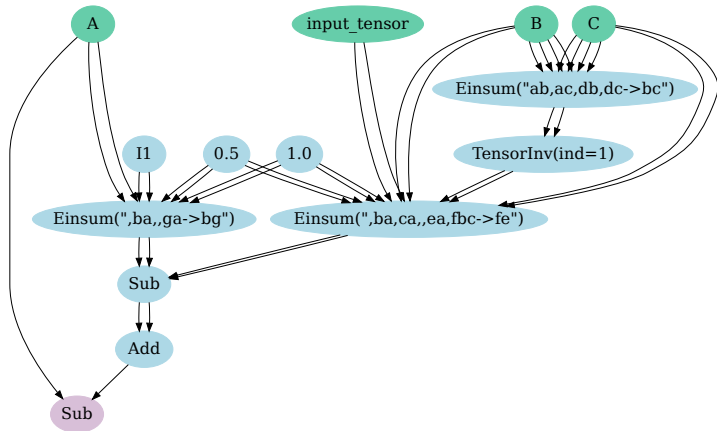 A
input_tensor
B
C
Einsum("ab,ac,db,dc->bc")
I1
0.5
1.0
TensorInv(ind=1)
Einsum(",ba,,ga->bg")
Einsum(",ba,ca,,ea,fbc->fe")
Sub
Add
Sub